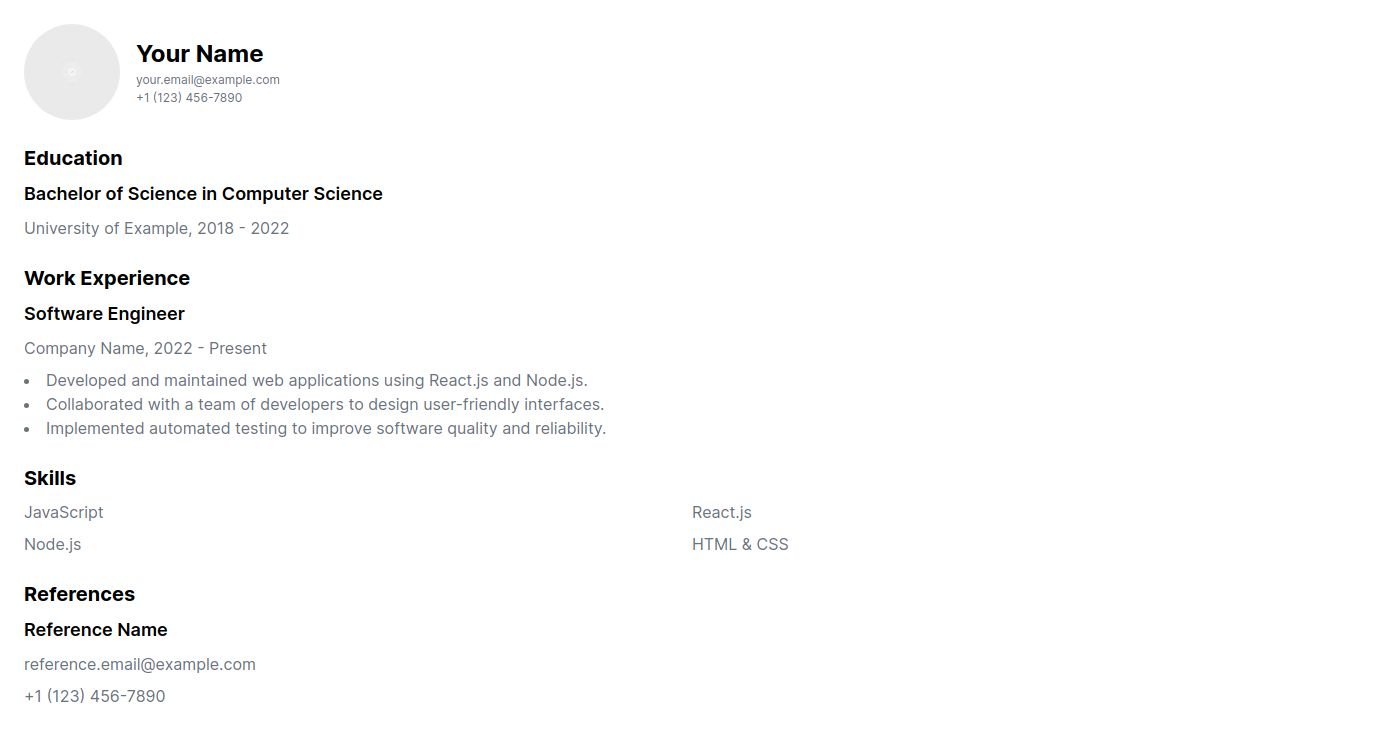 Your Name
your.email@example.com
+1 (123) 456-7890
Education
Bachelor of Science in Computer Science
University of Example, 2018 - 2022
Work Experience
Software Engineer
Company Name, 2022 - Present
• Developed and maintained web applications using React.js and Node.js.
• Collaborated with a team of developers to design user-friendly interfaces.
• Implemented automated testing to improve software quality and reliability.
Skills
JavaScript React.js
Node.js HTML & CSS
References
Reference Name
reference.email@example.com
+1 (123) 456-7890